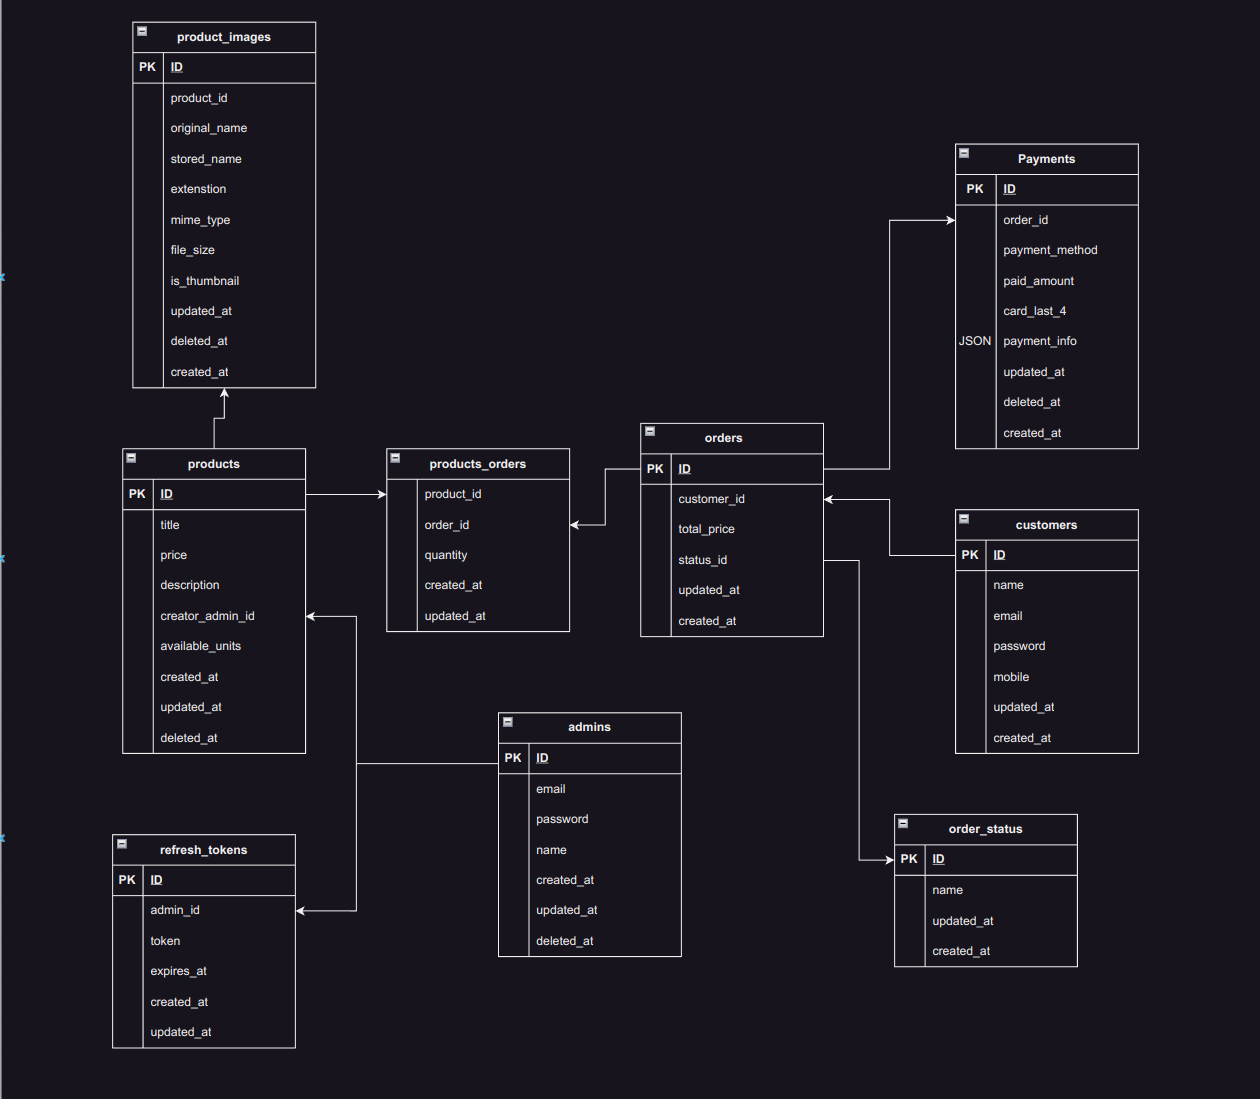 product_images
PK ID
product_id
original_name
stored_name
extenstion
mime_type
file_size
is_thumbnail
updated_at
deleted_at
created_at
Payments
PK ID
order_id
payment_method
paid_amount
card_last_4
JSON payment_info
updated_at
deleted_at
created_at
products
PK ID
title
price
description
creator_admin_id
available_units
created_at
updated_at
deleted_at
products_orders
product_id
order_id
quantity
created_at
updated_at
orders
PK ID
customer_id
total_price
status_id
updated_at
created_at
customers
PK ID
name
email
password
mobile
updated_at
created_at
admins
PK ID
email
password
name
created_at
updated_at
deleted_at
refresh_tokens
PK ID
admin_id
token
expires_at
created_at
updated_at
order_status
PK ID
name
updated_at
created_at